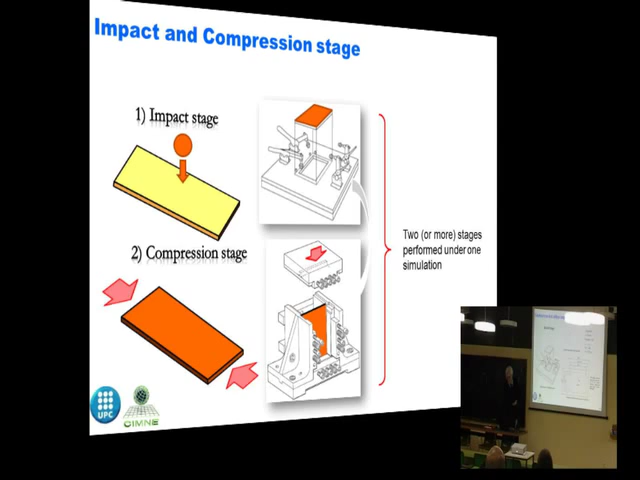 Impact and Compression stage
1) Impact stage
2) Compression stage
Two (or more) stages
performed under one
simulation
UPC
CIMNE